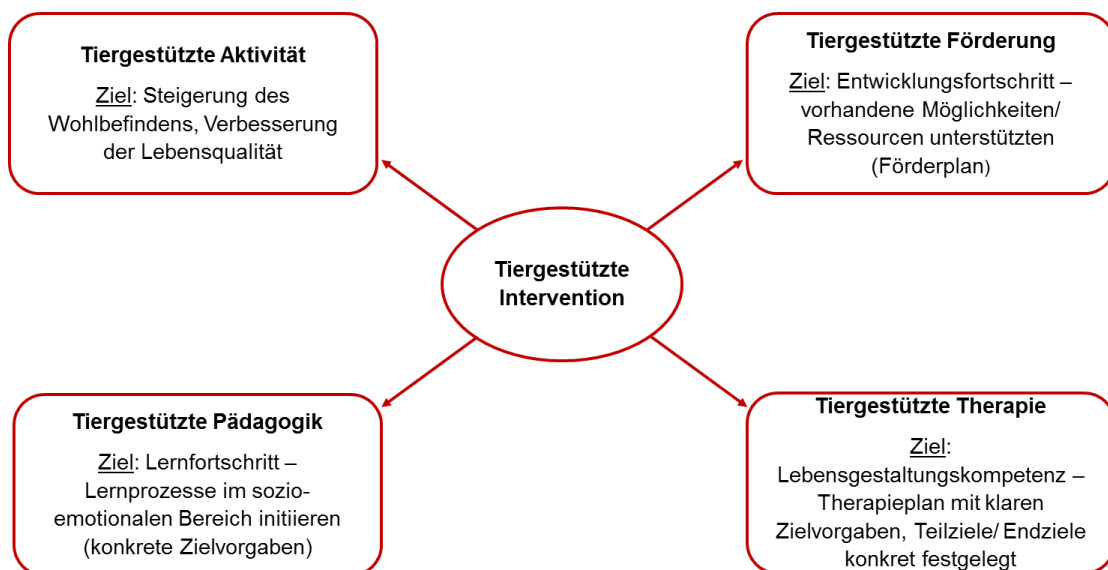 Tiergestützte Aktivität
Ziel: Steigerung des
Wohlbefindens, Verbesserung
der Lebensqualität
Tiergestützte Förderung
Ziel: Entwicklungsfortschritt –
vorhandene Möglichkeiten/
Ressourcen unterstützten
(Förderplan)
Tiergestützte
Intervention
Tiergestützte Pädagogik
Ziel: Lernfortschritt –
Lernprozesse im sozio-
emotionalen Bereich initiieren
(konkrete Zielvorgaben)
Tiergestützte Therapie
Ziel:
Lebensgestaltungskompetenz –
Therapieplan mit klaren
Zielvorgaben, Teilziele/ Endziele
konkret festgelegt